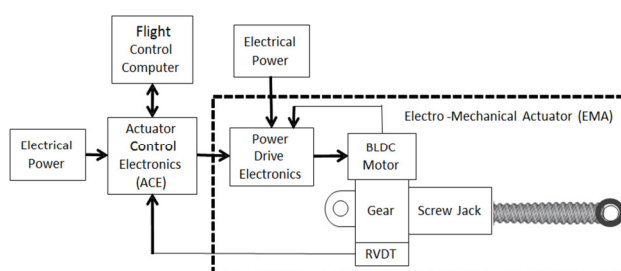 Flight
Control
Computer
Electrical
Power
Electro -Mechanical Actuator (EMA)
Electrical
Power
Actuator
Control
Electronics
(ACE)
Power
Drive
Electronics
BLDC
Motor
Gear
Screw Jack
RVDT